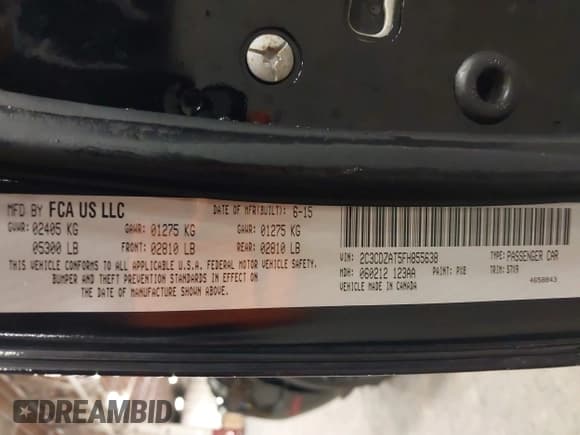 MFD BY FCA US LLC DATE OF MFR(BUILT): 6-15
GVWR: 02405 KG GAWR: 01275 KG GAWR: 01275 KG
05300 LB FRONT: 02810 LB REAR: 02810 LB
THIS VEHICLE CONFORMS TO ALL APPLICABLE U.S.A. FEDERAL MOTOR VEHICLE SAFETY,
BUMPER AND THEFT PREVENTION STANDARDS IN EFFECT ON
THE DATE OF MANUFACTURE SHOWN ABOVE.
VIN: 2C3CDZAT5FH855638 TYPE: PASSENGER CAR
MDH: 060212 123AA PAINT: PX8 TRIM: D7X9
VEHICLE MADE IN CANADA 4658843
DREAMBID